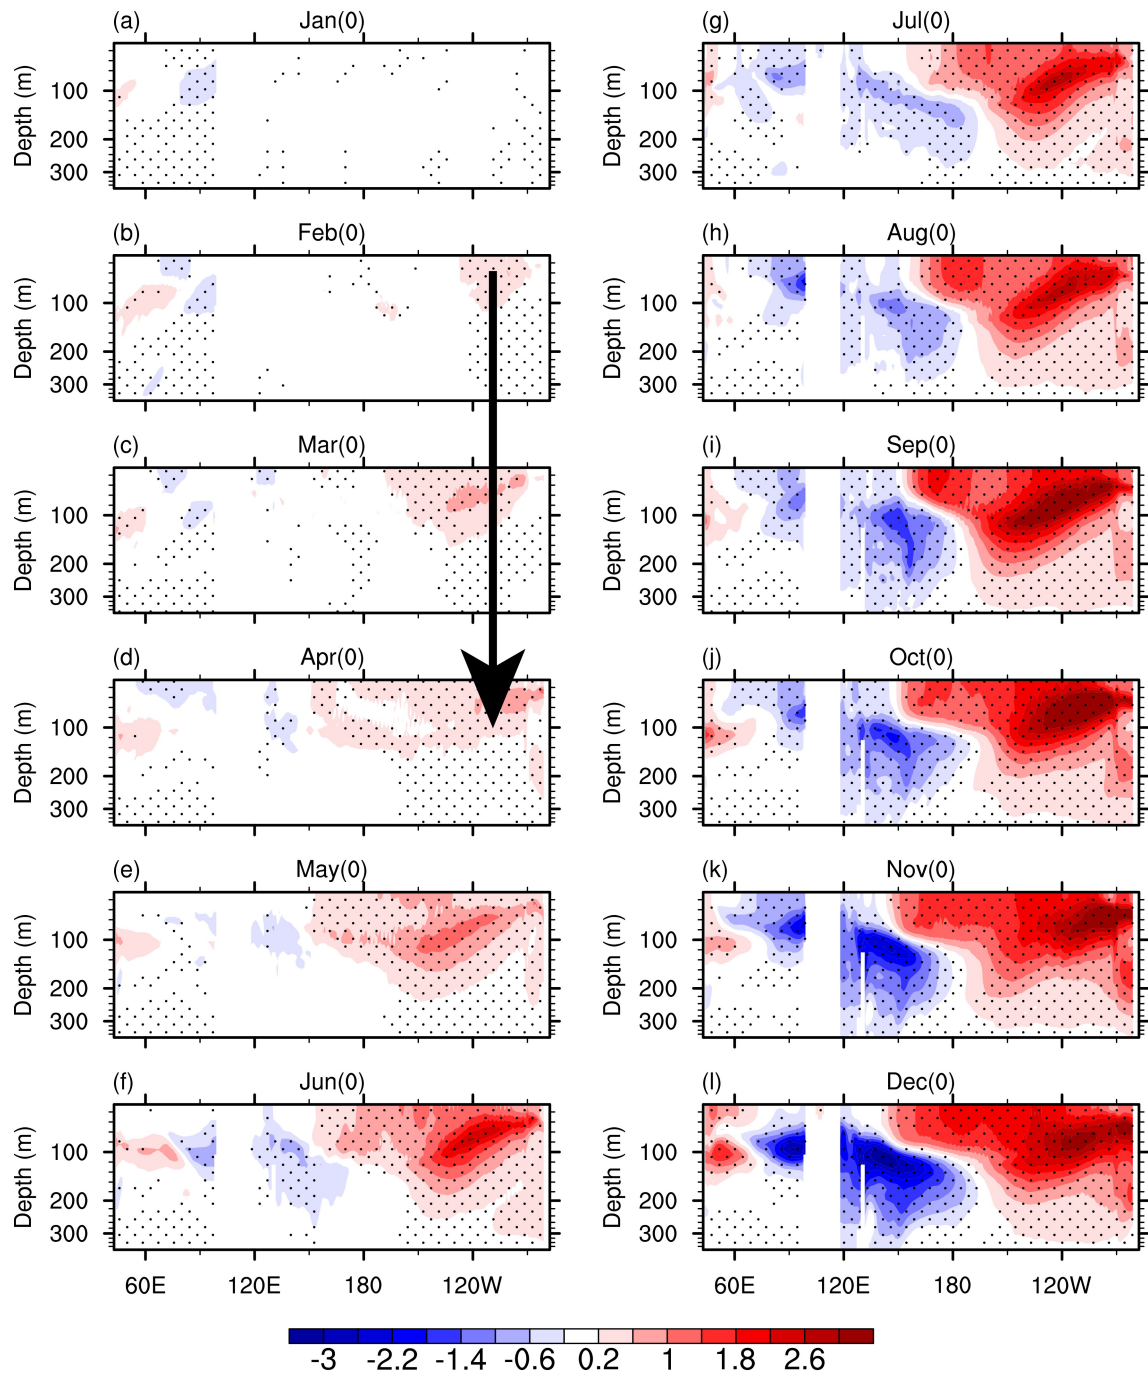 (a) Jan(0)
Depth (m)
100
200
300
(b) Feb(0)
Depth (m)
100
200
300
(c) Mar(0)
Depth (m)
100
200
300
(d) Apr(0)
Depth (m)
100
200
300
(e) May(0)
Depth (m)
100
200
300
(f) Jun(0)
Depth (m)
100
200
300
60E 120E 180 120W
(g) Jul(0)
Depth (m)
100
200
300
(h) Aug(0)
Depth (m)
100
200
300
(i) Sep(0)
Depth (m)
100
200
300
(j) Oct(0)
Depth (m)
100
200
300
(k) Nov(0)
Depth (m)
100
200
300
(l) Dec(0)
Depth (m)
100
200
300
60E 120E 180 120W
-3 -2.2 -1.4 -0.6 0.2 1 1.8 2.6